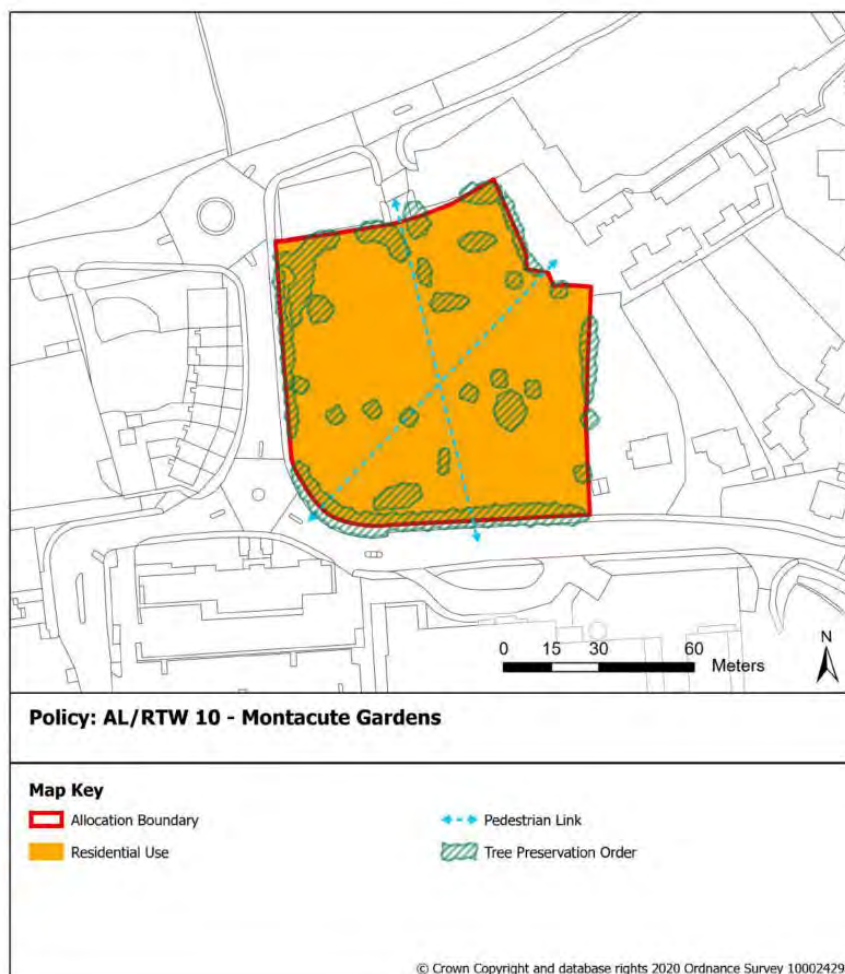 N
0 15 30 60
Meters
Policy: AL/RTW 10 - Montacute Gardens
Map Key
Allocation Boundary
Pedestrian Link
Residential Use
Tree Preservation Order
© Crown Copyright and database rights 2020 Ordnance Survey 10002429